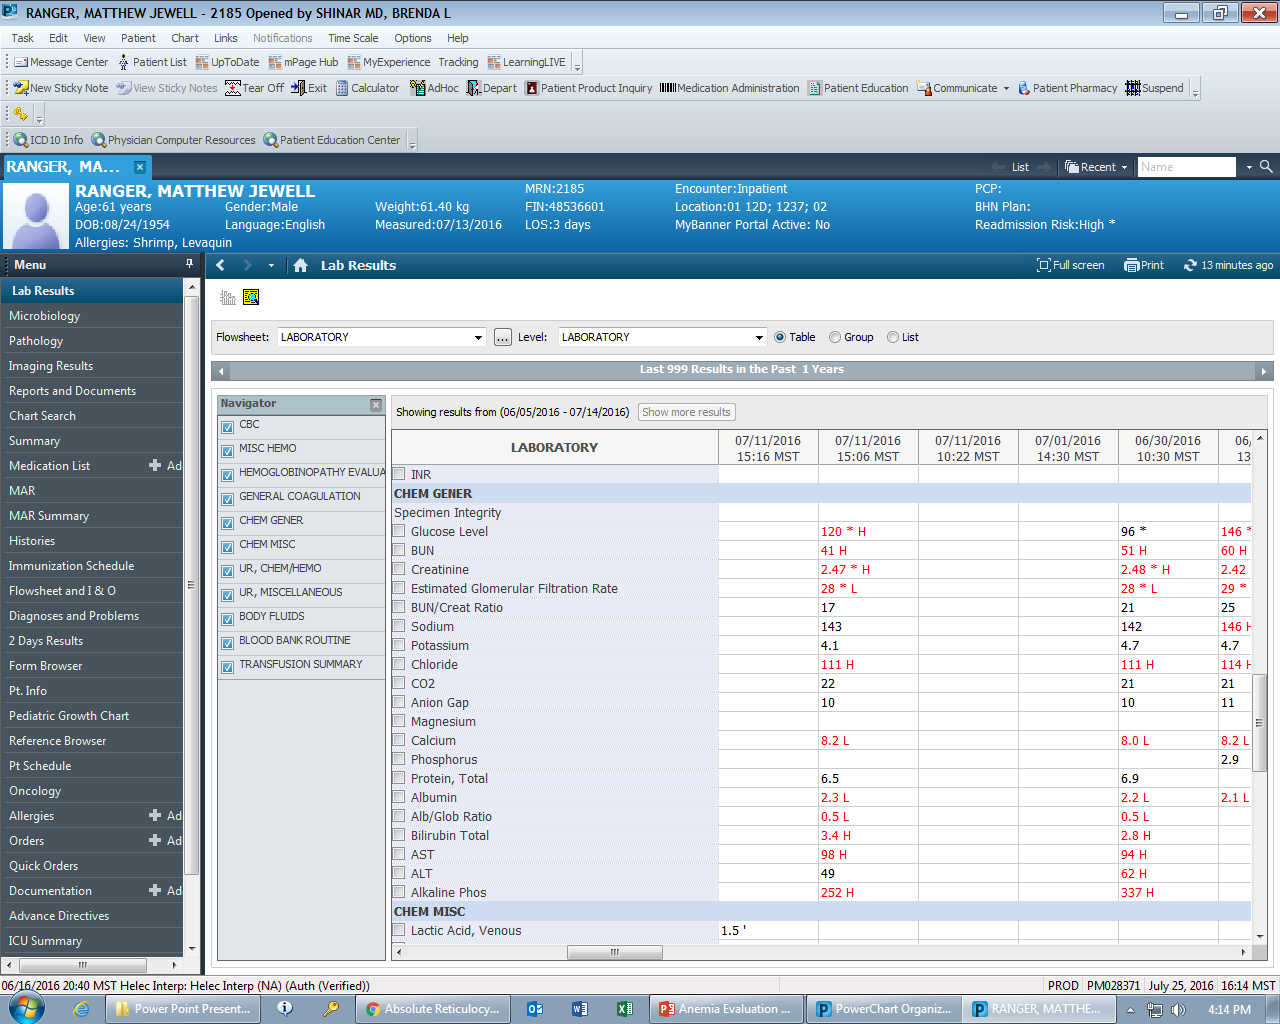 RANGER, MATTHEW JEWELL - 2185 Opened by SHINAR MD, BRENDA L
Task Edit View Patient Chart Links Notifications Time Scale Options Help
Message Center Patient List UpToDate mPage Hub MyExperience Tracking LearningLIVE
New Sticky Note View Sticky Notes Tear Off Exit Calculator AdHoc Depart Patient Product Inquiry Medication Administration Patient Education Communicate Patient Pharmacy Suspend
ICD10 Info Physician Computer Resources Patient Education Center
RANGER, MA... List Recent Name
RANGER, MATTHEW JEWELL MRN:2185 Encounter:Inpatient PCP:
Age:61 years Gender:Male Weight:61.40 kg FIN:48536601 Location:01 12D; 1237; 02 BHN Plan:
DOB:08/24/1954 Language:English Measured:07/13/2016 LOS:3 days MyBanner Portal Active: No Readmission Risk:High *
Allergies: Shrimp, Levaquin
Menu
Lab Results
Microbiology
Pathology
Imaging Results
Reports and Documents
Chart Search
Summary
Medication List Ad
MAR
MAR Summary
Histories
Immunization Schedule
Flowsheet and I & O
Diagnoses and Problems
2 Days Results
Form Browser
Pt. Info
Pediatric Growth Chart
Reference Browser
Pt Schedule
Oncology
Allergies Ad
Orders Ad
Quick Orders
Documentation Ad
Advance Directives
ICU Summary
Lab Results Full screen Print 13 minutes ago
Flowsheet: LABORATORY ... Level: LABORATORY Table Group List
Last 999 Results in the Past 1 Years
Navigator
CBC
MISC HEMO
HEMOGLOBINOPATHY EVALUA
GENERAL COAGULATION
CHEM GENER
CHEM MISC
UR, CHEM/HEMO
UR, MISCELLANEOUS
BODY FLUIDS
BLOOD BANK ROUTINE
TRANSFUSION SUMMARY
Showing results from (06/05/2016 - 07/14/2016) Show more results
LABORATORY 07/11/2016 07/11/2016 07/11/2016 07/01/2016 06/30/2016 06/
15:16 MST 15:06 MST 10:22 MST 14:30 MST 10:30 MST 13
INR
CHEM GENER
Specimen Integrity
Glucose Level 120 * H 96 * 146 *
BUN 41 H 51 H 60 H
Creatinine 2.47 * H 2.48 * H 2.42
Estimated Glomerular Filtration Rate 28 * L 28 * L 29 *
BUN/Creat Ratio 17 21 25
Sodium 143 142 146 H
Potassium 4.1 4.7 4.7
Chloride 111 H 111 H 114 H
CO2 22 21 21
Anion Gap 10 10 11
Magnesium
Calcium 8.2 L 8.0 L 8.2 L
Phosphorus 2.9
Protein, Total 6.5 6.9
Albumin 2.3 L 2.2 L 2.1 L
Alb/Glob Ratio 0.5 L 0.5 L
Bilirubin Total 3.4 H 2.8 H
AST 98 H 94 H
ALT 49 62 H
Alkaline Phos 252 H 337 H
CHEM MISC
Lactic Acid, Venous 1.5 '
06/16/2016 20:40 MST Helec Interp: Helec Interp (NA) (Auth (Verified)) PROD PM028371 July 25, 2016 16:14 MST
Power Point Present... Absolute Reticulocy... Anemia Evaluation ... PowerChart Organiz... RANGER, MATTHE... 4:14 PM